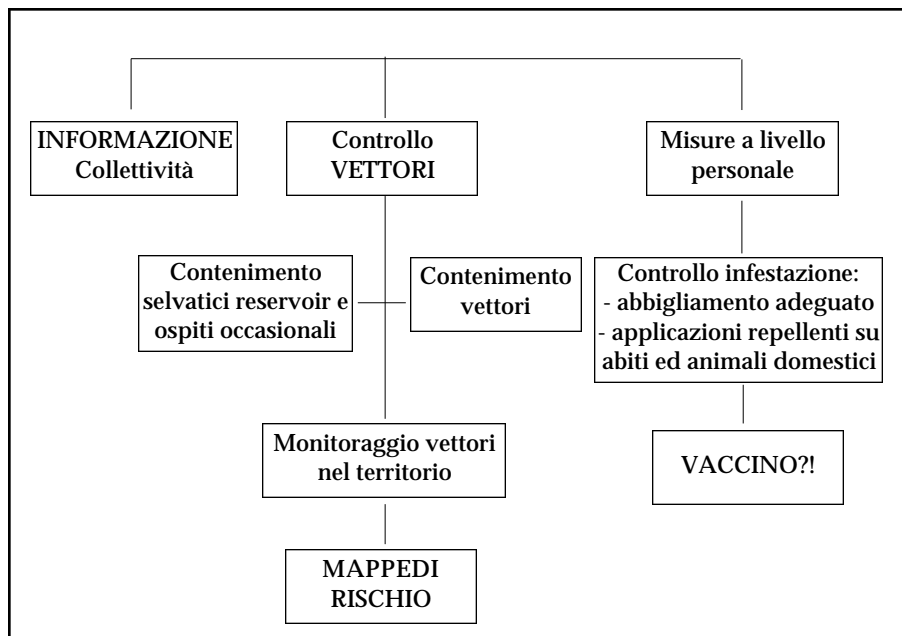 INFORMAZIONE
Collettività
Controllo
VETTORI
Misure a livello
personale
Contenimento
selvatici reservoir e
ospiti occasionali
Contenimento
vettori
Controllo infestazione:
- abbigliamento adeguato
- applicazioni repellenti su
abiti ed animali domestici
Monitoraggio vettori
nel territorio
VACCINO?!
MAPPEDI
RISCHIO